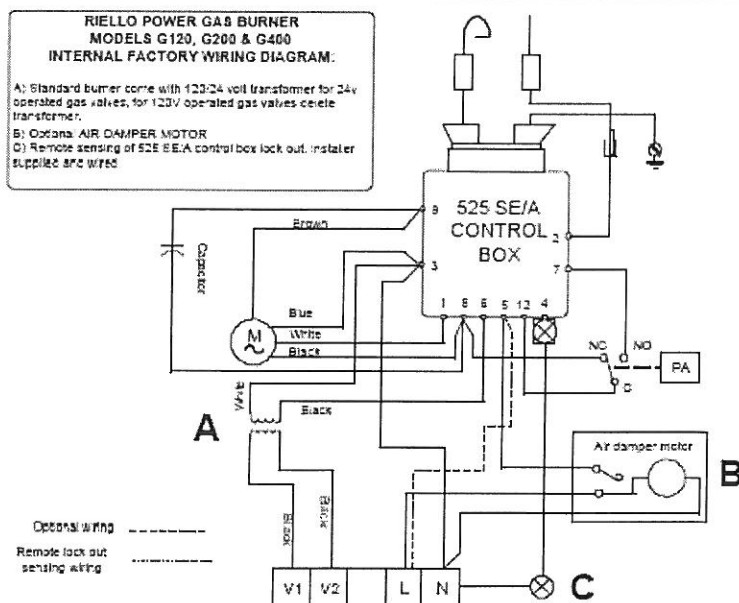 RIELLO POWER GAS BURNER
MODELS G120, G200 & G400
INTERNAL FACTORY WIRING DIAGRAM:
A) Standard burner come with 120/24 volt transformer for 24v
operated gas valves, for 120V operated gas valves delete
transformer.
B) Optional AIR DAMPER MOTOR
C) Remote sensing of 525 SE/A control box lock out. Installer
supplied and wired
525 SE/A
CONTROL
BOX
9
2
3
7
1 8 6 5 12 4
Brown
Capacitor
Blue
White
Black
M
NC
NO
C
PA
White
Black
A
Air damper motor
B
Black
Black
Optional wiring
Remote lock out
sensing wiring
V1 V2 L N
C